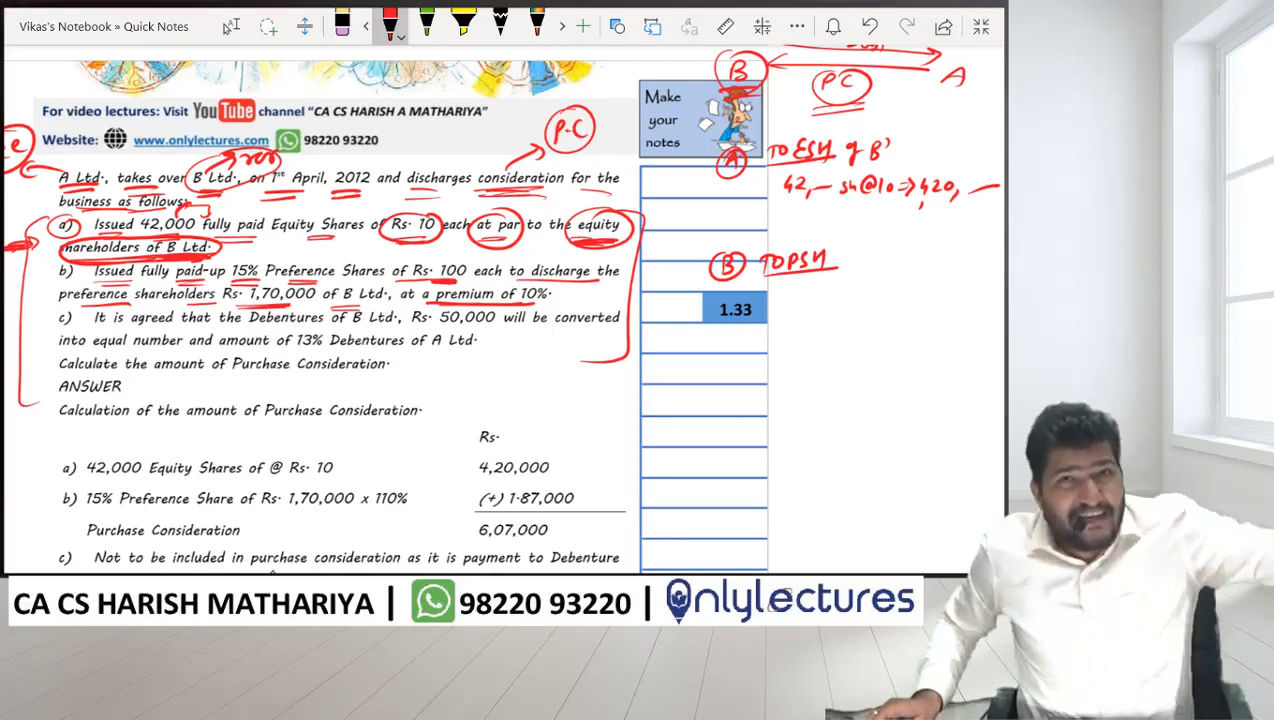 Vikas's Notebook » Quick Notes
For video lectures: Visit YouTube channel "CA CS HARISH A MATHARIYA"
Website: www.onlylectures.com 98220 93220
Make
your
notes
B
PC
A
P.C
A Ltd., takes over B Ltd., on 1st April, 2012 and discharges consideration for the
business as follows:
a) Issued 42,000 fully paid Equity Shares of Rs. 10 each at par to the equity
shareholders of B Ltd.
b) Issued fully paid-up 15% Preference Shares of Rs. 100 each to discharge the
preference shareholders Rs. 1,70,000 of B Ltd., at a premium of 10%.
c) It is agreed that the Debentures of B Ltd., Rs. 50,000 will be converted
into equal number and amount of 13% Debentures of A Ltd.
Calculate the amount of Purchase Consideration.
ANSWER
Calculation of the amount of Purchase Consideration.
Rs.
a) 42,000 Equity Shares of @ Rs. 10 4,20,000
b) 15% Preference Share of Rs. 1,70,000 x 110% (+) 1.87,000
Purchase Consideration 6,07,000
c) Not to be included in purchase consideration as it is payment to Debenture
A TO ESH of B'
42,— sh@10 ⇒ 420, —
B TO PSH
1.33
CA CS HARISH MATHARIYA | 98220 93220 | Onlylectures